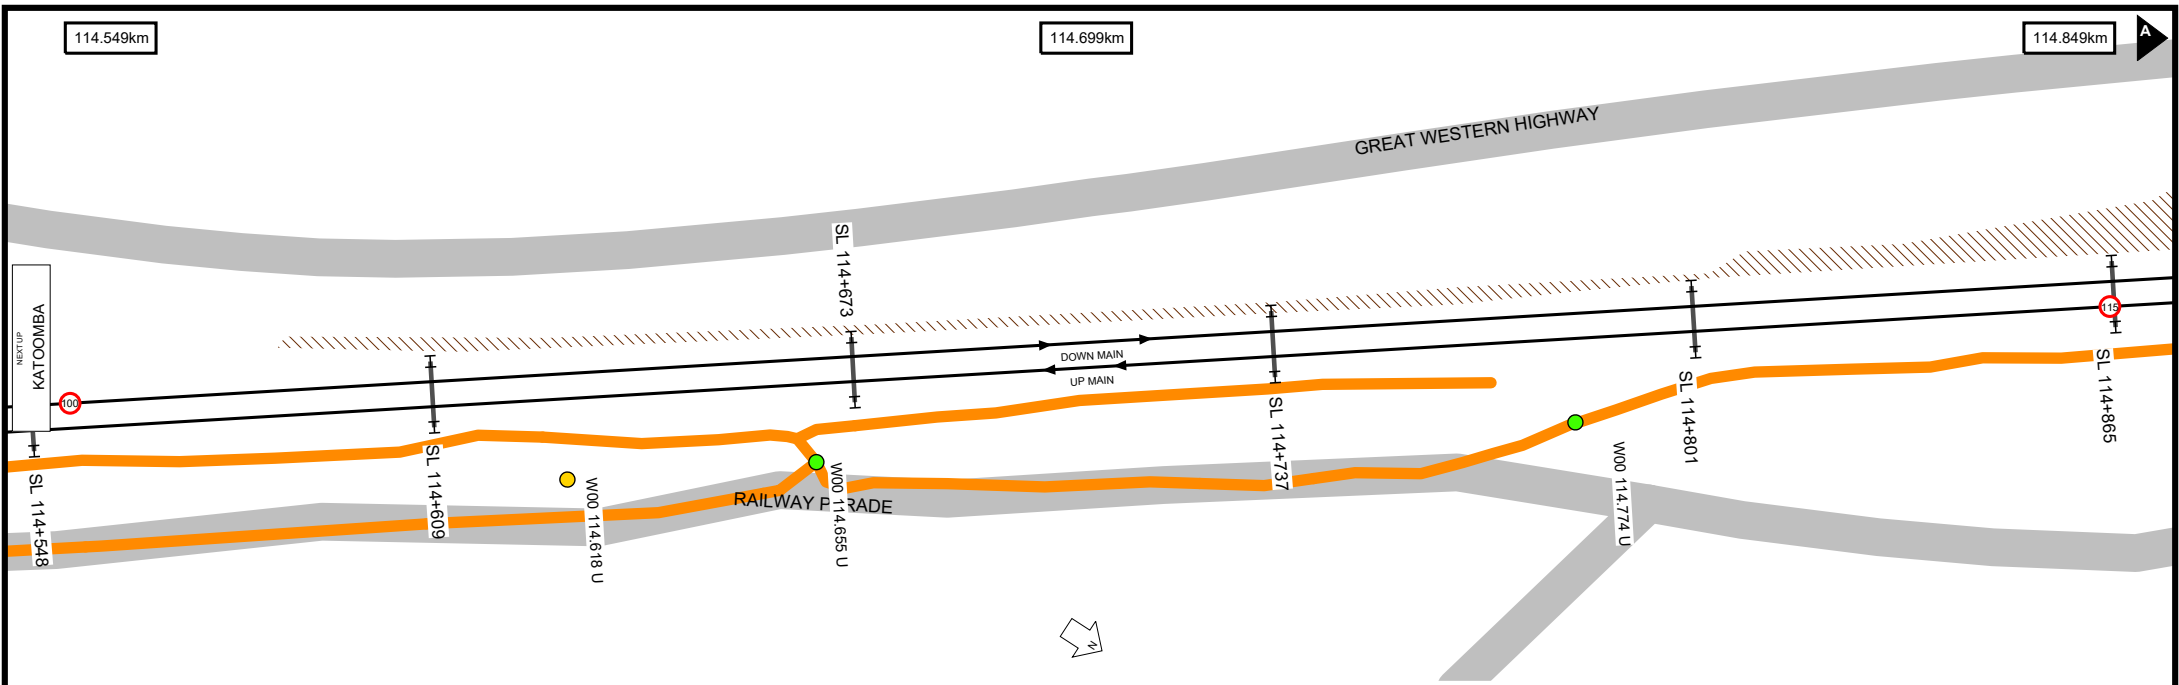 114.549km
114.699km
114.849km
A
GREAT WESTERN HIGHWAY
SL 114+673
NEXT UP
KATOOMBA
100
DOWN MAIN
UP MAIN
115
SL 114+548
SL 114+609
W00 114.618 U
RAILWAY PARADE
W00 114.655 U
SL 114+737
W00 114.774 U
SL 114+801
SL 114+865
N